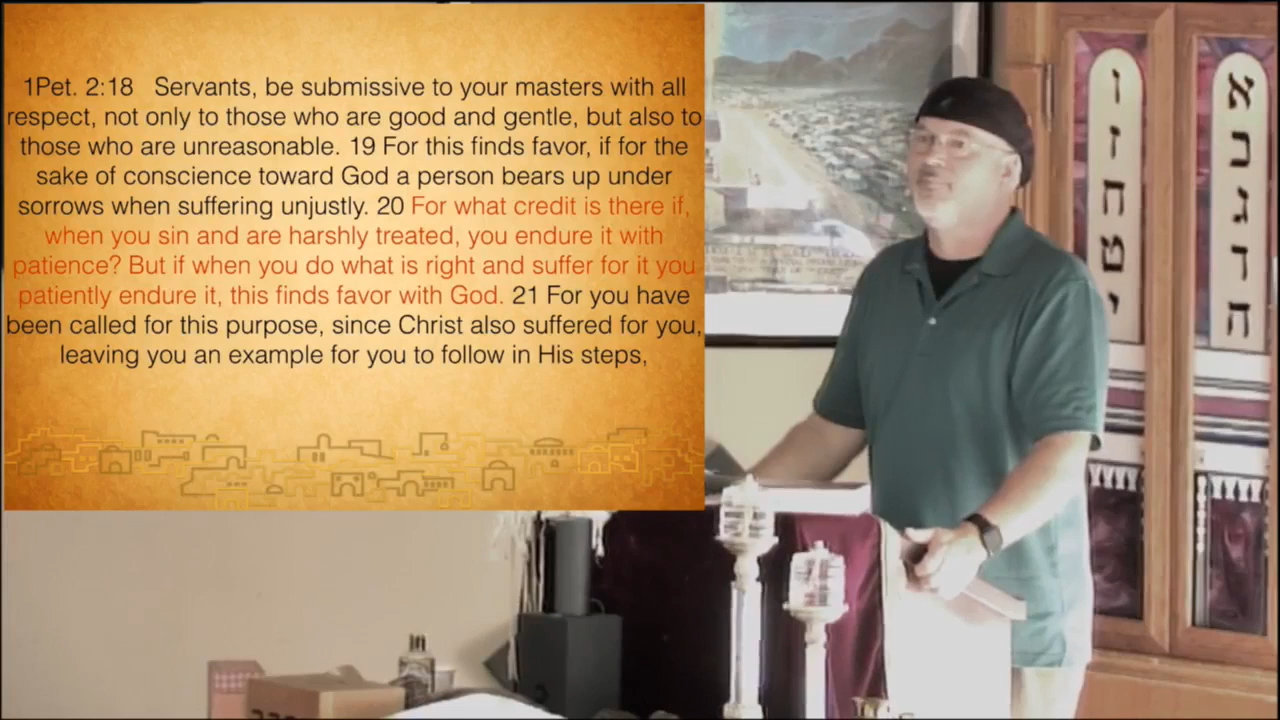 1Pet. 2:18 Servants, be submissive to your masters with all
respect, not only to those who are good and gentle, but also to
those who are unreasonable. 19 For this finds favor, if for the
sake of conscience toward God a person bears up under
sorrows when suffering unjustly. 20 For what credit is there if,
when you sin and are harshly treated, you endure it with
patience? But if when you do what is right and suffer for it you
patiently endure it, this finds favor with God. 21 For you have
been called for this purpose, since Christ also suffered for you,
leaving you an example for you to follow in His steps,
א
ב
ג
ד
ה
ו
ז
ח
ט
י